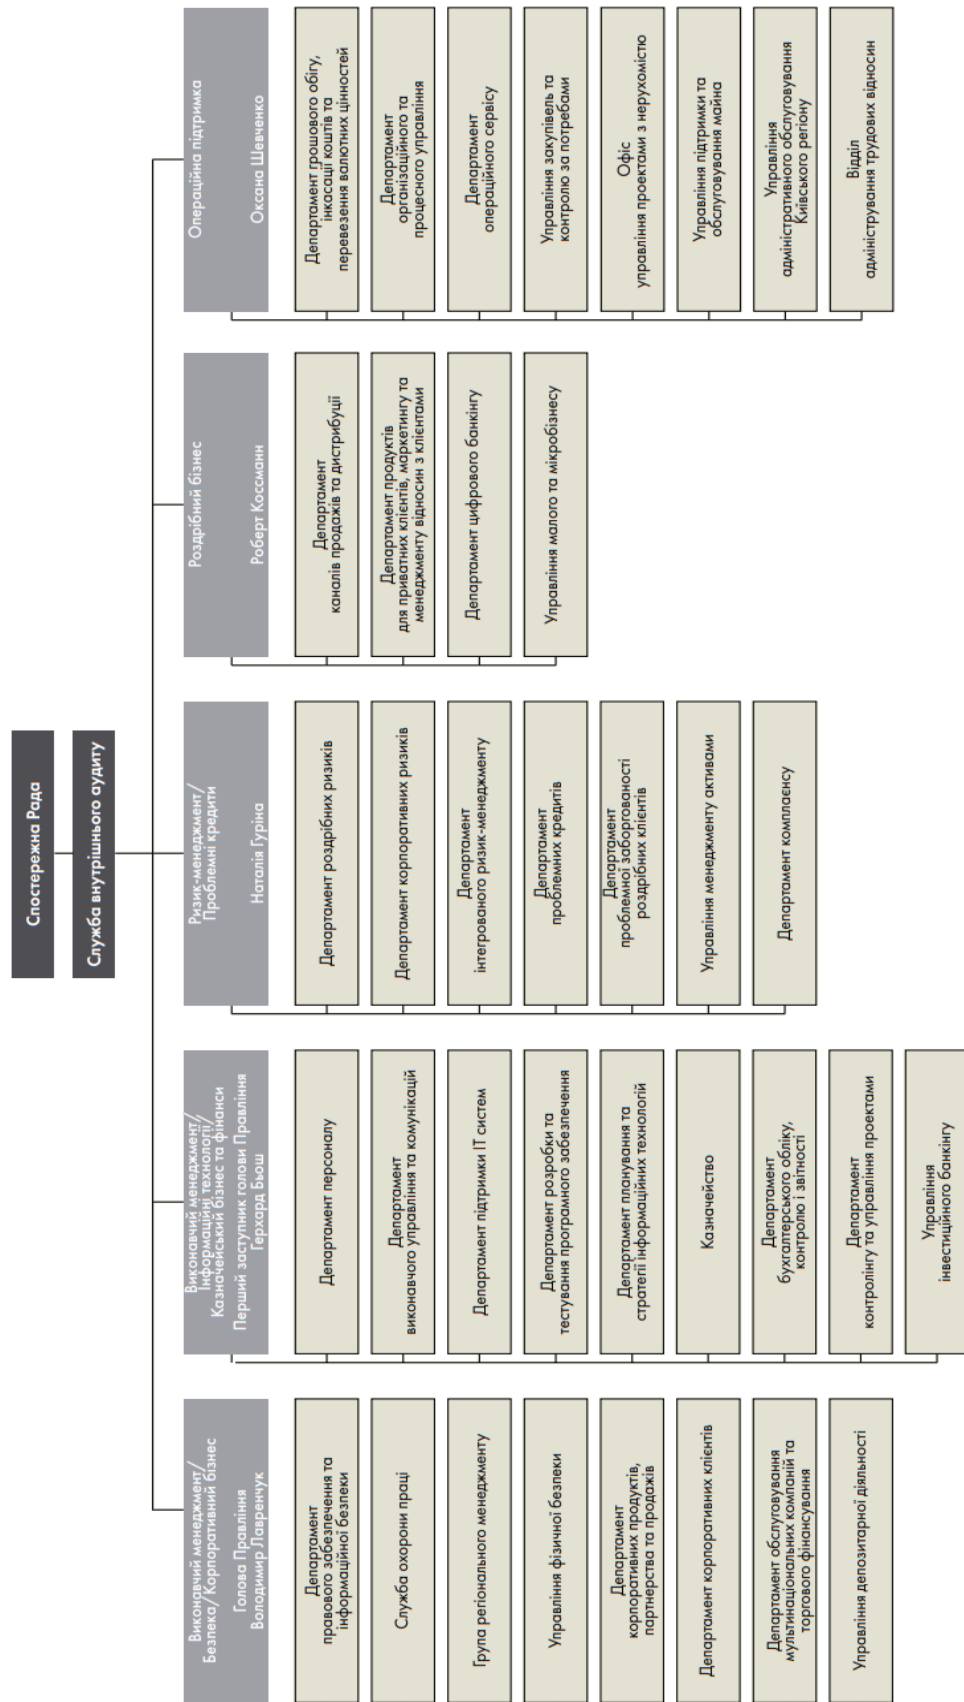 Спостережна Рада
Служба внутрішнього аудиту
Виконавчий менеджмент/
Безпека/Корпоративний бізнес
Голова Правління
Володимир Лавренчук
Департамент
правового забезпечення та
інформаційної безпеки
Служба охорони праці
Група регіонального менеджменту
Управління фізичної безпеки
Департамент
корпоративних продуктів,
партнерства та продажів
Департамент корпоративних клієнтів
Департамент обслуговування
мультинаціональних компаній та
торгового фінансування
Управління депозитарної діяльності
Виконавчий менеджмент/
Інформаційні технології/
Казначейський бізнес та фінанси
Перший заступник голови Правління
Герхард Бьош
Департамент персоналу
Департамент
виконавчого управління та комунікацій
Департамент підтримки ІТ систем
Департамент розробки та
тестування програмного забезпечення
Департамент планування та
стратегії інформаційних технологій
Казначейство
Департамент
бухгалтерського обліку,
контролю і звітності
Департамент
контролінгу та управління проектами
Управління
інвестиційного банкінгу
Ризик-менеджмент/
Проблемні кредити
Наталія Гуріна
Департамент роздрібних ризиків
Департамент корпоративних ризиків
Департамент
інтегрованого ризик-менеджменту
Департамент
проблемних кредитів
Департамент
проблемної заборгованості
роздрібних клієнтів
Управління менеджменту активами
Департамент комплаєнсу
Роздрібний бізнес
Роберт Коссманн
Департамент
каналів продажів та дистрибуції
Департамент продуктів
для приватних клієнтів, маркетингу та
менеджменту відносин з клієнтами
Департамент цифрового банкінгу
Управління малого та мікробізнесу
Операційна підтримка
Оксана Шевченко
Департамент грошового обігу,
інкасації коштів та
перевезення валютних цінностей
Департамент
організаційного та
процесного управління
Департамент
операційного сервісу
Управління закупівель та
контролю за потребами
Офіс
управління проектами з нерухомістю
Управління підтримки та
обслуговування майна
Управління
адміністративного обслуговування
Київського регіону
Відділ
адміністрування трудових відносин